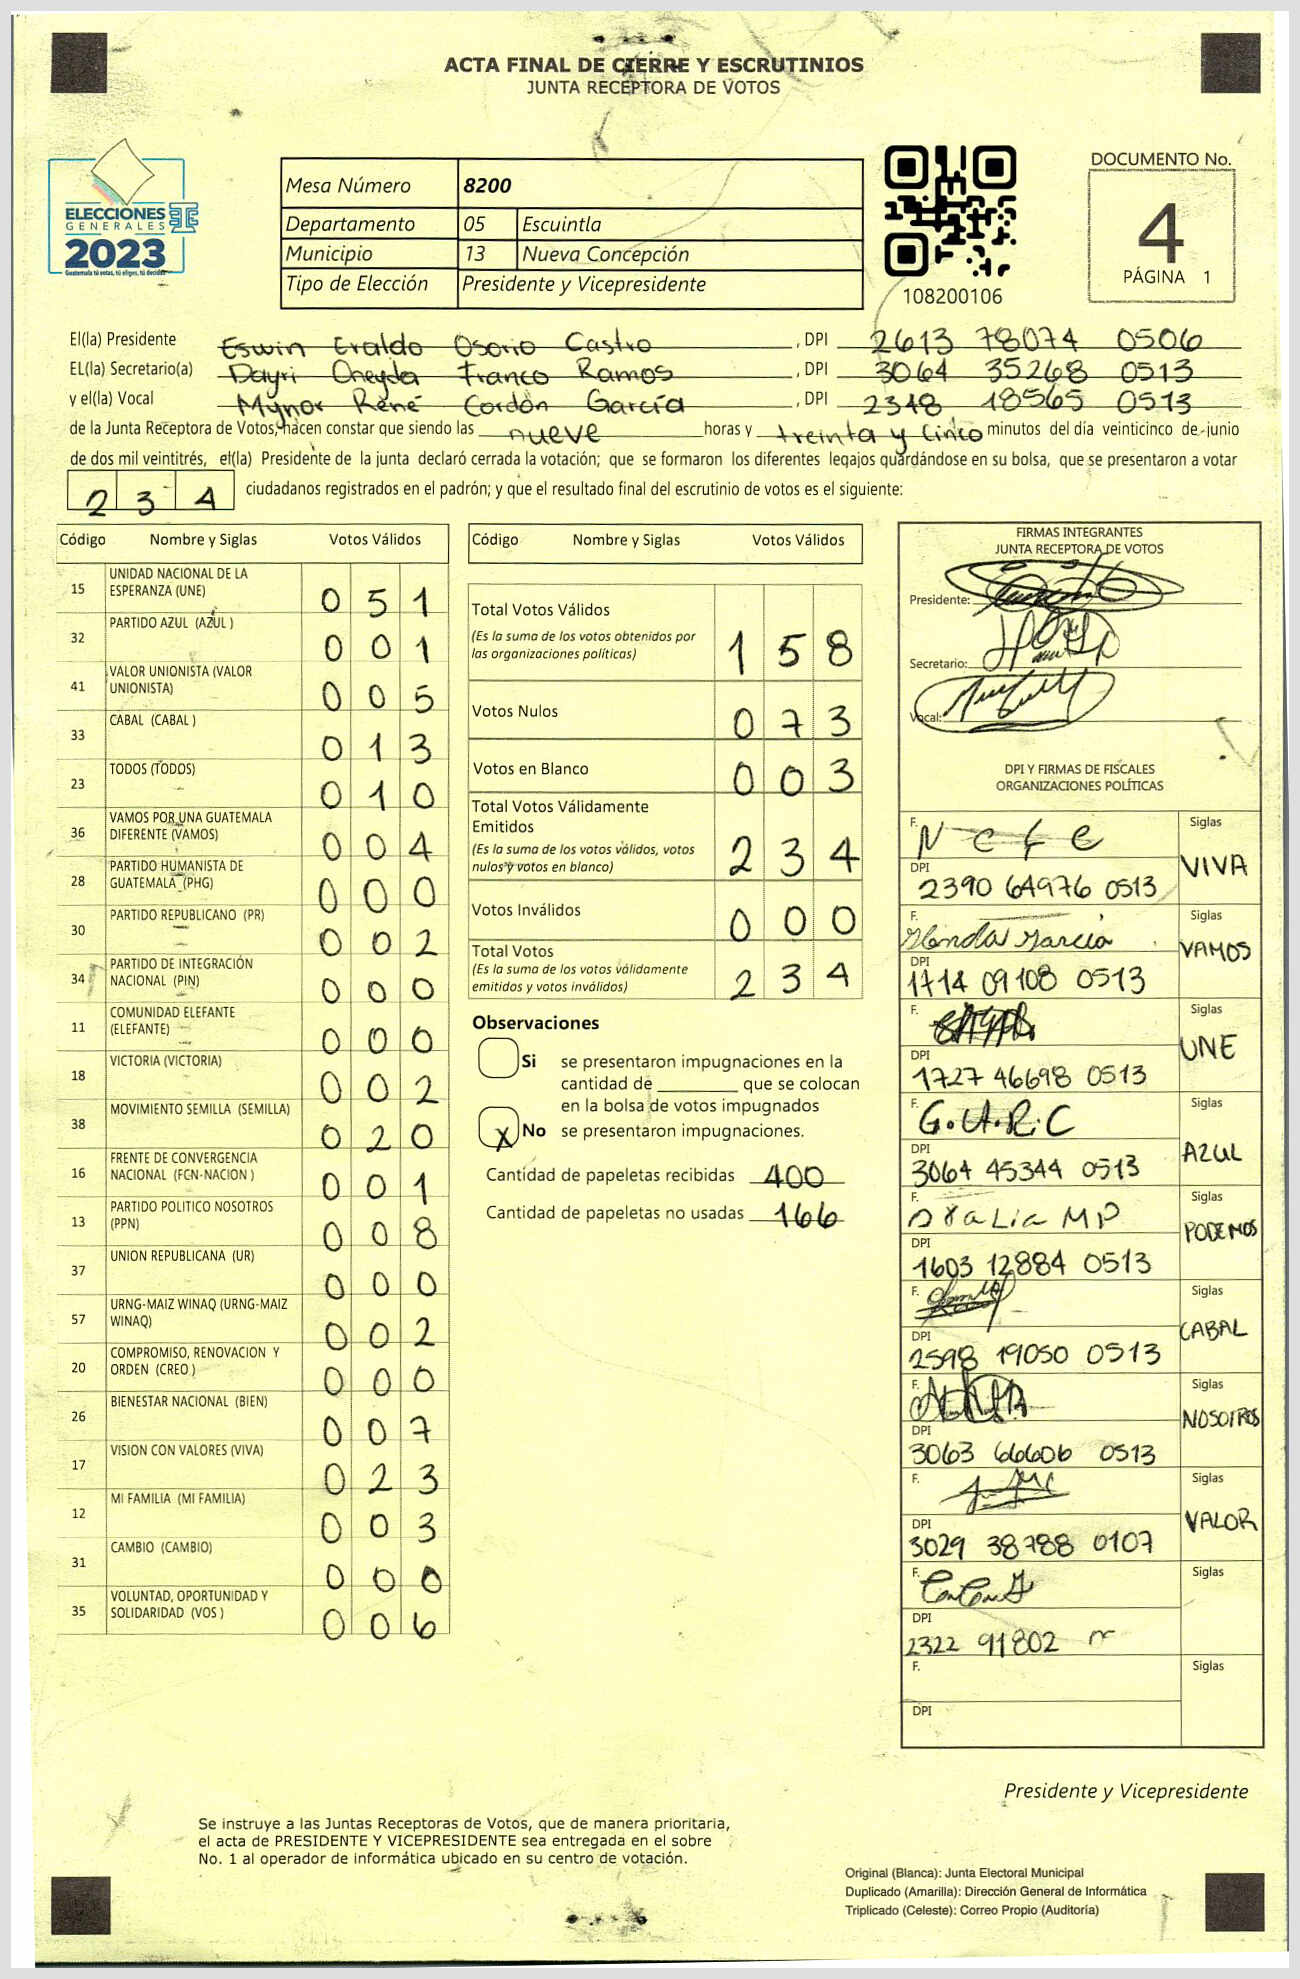 ACTA FINAL DE CIERRE Y ESCRUTINIOS
JUNTA RECEPTORA DE VOTOS
ELECCIONES
GENERALES
2023
Guatemala tú votas, tú eliges, tú decides
Mesa Número 8200
Departamento 05 Escuintla
Municipio 13 Nueva Concepción
Tipo de Elección Presidente y Vicepresidente
108200106
DOCUMENTO No.
4
PÁGINA 1
El(la) Presidente Eswin Eraldo Osorio Castro, DPI 2613 78074 0506
EL(la) Secretario(a) Dayri Oneyda Franco Ramos, DPI 3064 35268 0513
y el(la) Vocal Mynor René Cordón García, DPI 2348 18565 0513
de la Junta Receptora de Votos, hacen constar que siendo las nueve horas y treinta y cinco minutos del día veinticinco de junio
de dos mil veintitrés, el(la) Presidente de la junta declaró cerrada la votación; que se formaron los diferentes legajos guardándose en su bolsa, que se presentaron a votar
2 3 4 ciudadanos registrados en el padrón; y que el resultado final del escrutinio de votos es el siguiente:
Código Nombre y Siglas Votos Válidos
15 UNIDAD NACIONAL DE LA ESPERANZA (UNE) 0 5 1
32 PARTIDO AZUL (AZUL ) 0 0 1
41 VALOR UNIONISTA (VALOR UNIONISTA) 0 0 5
33 CABAL (CABAL ) 0 1 3
23 TODOS (TODOS) 0 1 0
36 VAMOS POR UNA GUATEMALA DIFERENTE (VAMOS) 0 0 4
28 PARTIDO HUMANISTA DE GUATEMALA (PHG) 0 0 0
30 PARTIDO REPUBLICANO (PR) 0 0 2
34 PARTIDO DE INTEGRACIÓN NACIONAL (PIN) 0 0 0
11 COMUNIDAD ELEFANTE (ELEFANTE) 0 0 0
18 VICTORIA (VICTORIA) 0 0 2
38 MOVIMIENTO SEMILLA (SEMILLA) 0 2 0
16 FRENTE DE CONVERGENCIA NACIONAL (FCN-NACION ) 0 0 1
13 PARTIDO POLITICO NOSOTROS (PPN) 0 0 8
37 UNION REPUBLICANA (UR) 0 0 0
57 URNG-MAIZ WINAQ (URNG-MAIZ WINAQ) 0 0 2
20 COMPROMISO, RENOVACION Y ORDEN (CREO ) 0 0 0
26 BIENESTAR NACIONAL (BIEN) 0 0 7
17 VISION CON VALORES (VIVA) 0 2 3
12 MI FAMILIA (MI FAMILIA) 0 0 3
31 CAMBIO (CAMBIO) 0 0 0
35 VOLUNTAD, OPORTUNIDAD Y SOLIDARIDAD (VOS ) 0 0 6
Código Nombre y Siglas Votos Válidos
Total Votos Válidos
(Es la suma de los votos obtenidos por
las organizaciones políticas) 1 5 8
Votos Nulos 0 7 3
Votos en Blanco 0 0 3
Total Votos Válidamente
Emitidos
(Es la suma de los votos válidos, votos
nulos y votos en blanco) 2 3 4
Votos Inválidos 0 0 0
Total Votos
(Es la suma de los votos válidamente
emitidos y votos inválidos) 2 3 4
Observaciones
Si se presentaron impugnaciones en la
cantidad de ________ que se colocan
en la bolsa de votos impugnados
X No se presentaron impugnaciones.
Cantidad de papeletas recibidas 400
Cantidad de papeletas no usadas 166
FIRMAS INTEGRANTES
JUNTA RECEPTORA DE VOTOS
Presidente:
Secretario:
Vocal:
DPI Y FIRMAS DE FISCALES
ORGANIZACIONES POLÍTICAS
F. Siglas
VIVA
DPI 2390 64976 0513
F. Glenda García Siglas
VAMOS
DPI 1714 09108 0513
F. Siglas
UNE
DPI 1727 46698 0513
F. G.U.R.C Siglas
AZUL
DPI 3064 45344 0513
F. MP Siglas
PODEMOS
DPI 1603 12884 0513
F. Siglas
CABAL
DPI 2598 19050 0513
F. Siglas
NOSOTROS
DPI 3063 66606 0513
F. Siglas
VALOR
DPI 3029 38788 0107
F. Siglas
DPI 2322 91802
F. Siglas
DPI
Presidente y Vicepresidente
Se instruye a las Juntas Receptoras de Votos, que de manera prioritaria,
el acta de PRESIDENTE Y VICEPRESIDENTE sea entregada en el sobre
No. 1 al operador de informática ubicado en su centro de votación.
Original (Blanca): Junta Electoral Municipal
Duplicado (Amarilla): Dirección General de Informática
Triplicado (Celeste): Correo Propio (Auditoría)